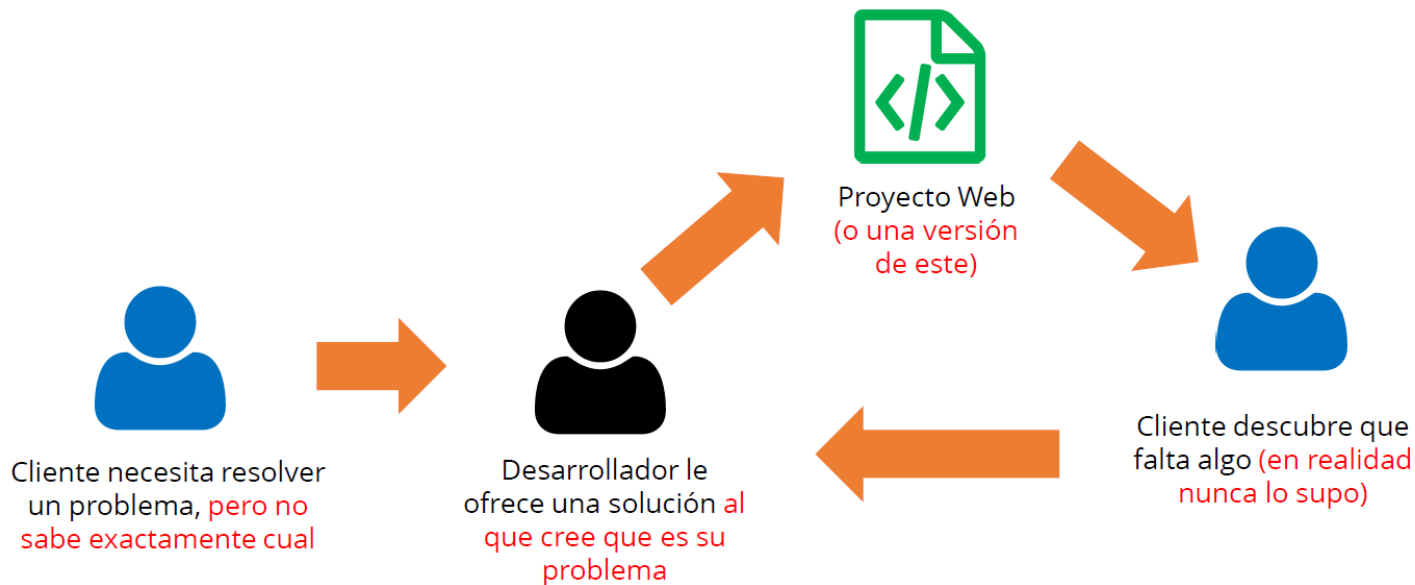 Cliente necesita resolver
un problema, pero no
sabe exactamente cual
Desarrollador le
ofrece una solución al
que cree que es su
problema
</>
Proyecto Web
(o una versión
de este)
Cliente descubre que
falta algo (en realidad
nunca lo supo)